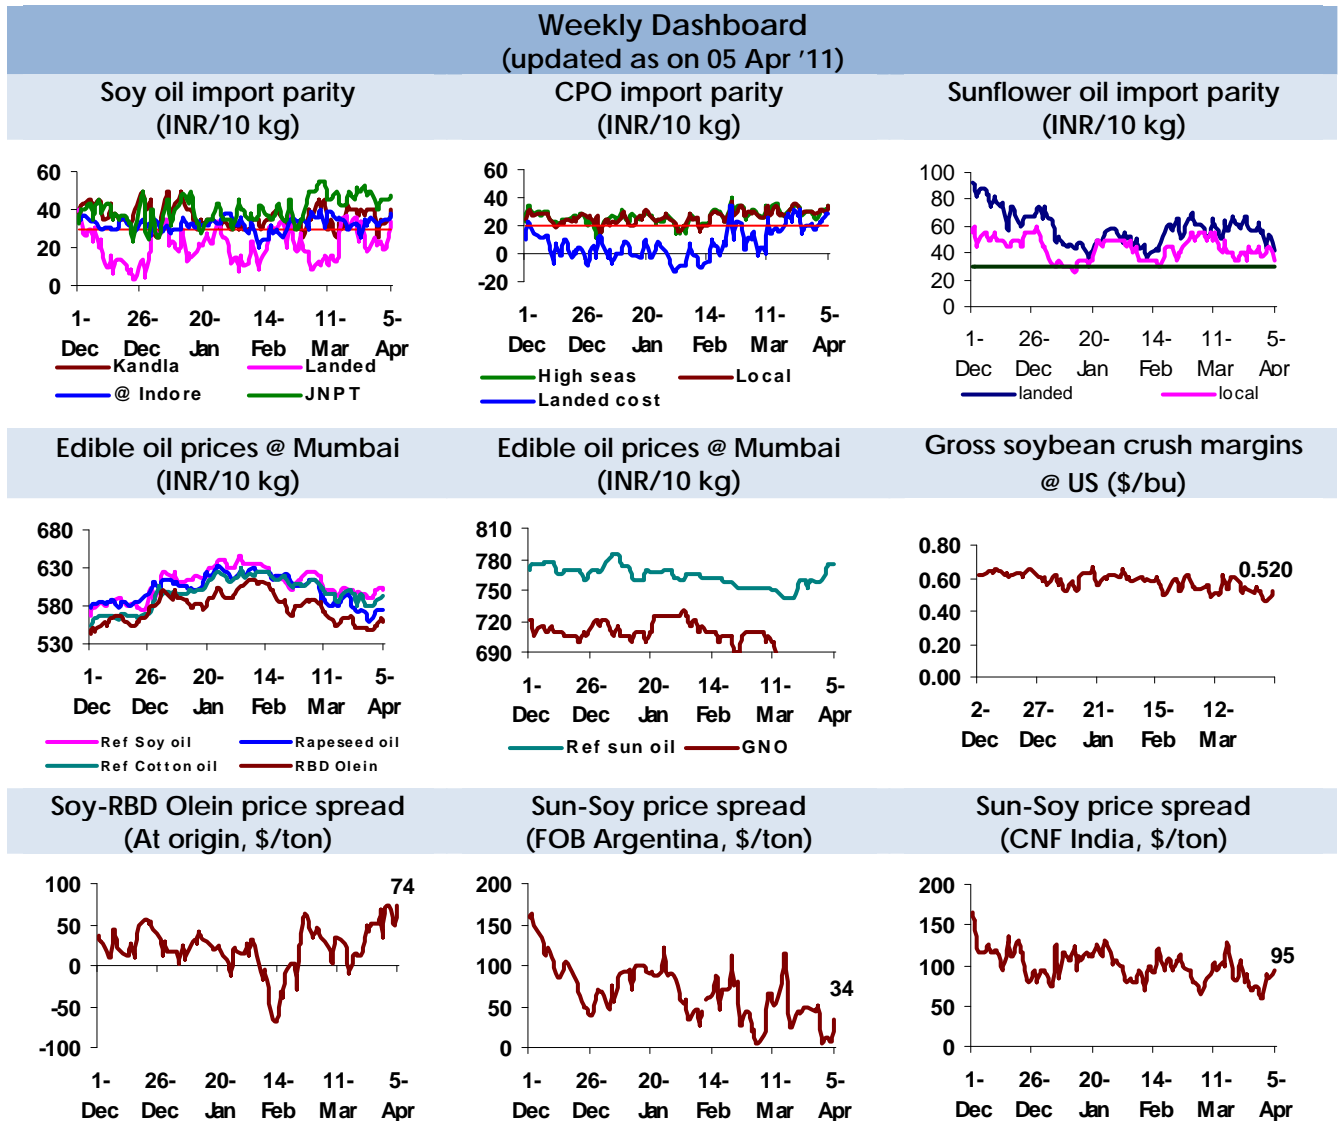 Weekly Dashboard
(updated as on 05 Apr '11)
Soy oil import parity
(INR/10 kg)
60
40
20
0
1-
Dec
26-
Dec
20-
Jan
14-
Feb
11-
Mar
5-
Apr
Kandla
Landed
@ Indore
JNPT
CPO import parity
(INR/10 kg)
60
40
20
0
-20
1-
Dec
26-
Dec
20-
Jan
14-
Feb
11-
Mar
5-
Apr
High seas
Local
Landed cost
Sunflower oil import parity
(INR/10 kg)
100
80
60
40
20
0
1-
Dec
26-
Dec
20-
Jan
14-
Feb
11-
Mar
5-
Apr
landed
local
Edible oil prices @ Mumbai
(INR/10 kg)
680
630
580
530
1-
Dec
26-
Dec
20-
Jan
14-
Feb
11-
Mar
5-
Apr
Ref Soy oil
Rapeseed oil
Ref Cotton oil
RBD Olein
Edible oil prices @ Mumbai
(INR/10 kg)
810
780
750
720
690
1-
Dec
26-
Dec
20-
Jan
14-
Feb
11-
Mar
5-
Apr
Ref sun oil
GNO
Gross soybean crush margins
@ US ($/bu)
0.80
0.60
0.40
0.20
0.00
0.520
2-
Dec
27-
Dec
21-
Jan
15-
Feb
12-
Mar
Soy-RBD Olein price spread
(At origin, $/ton)
100
50
0
-50
-100
74
1-
Dec
26-
Dec
20-
Jan
14-
Feb
11-
Mar
5-
Apr
Sun-Soy price spread
(FOB Argentina, $/ton)
200
150
100
50
0
34
1-
Dec
26-
Dec
20-
Jan
14-
Feb
11-
Mar
5-
Apr
Sun-Soy price spread
(CNF India, $/ton)
200
150
100
50
0
95
1-
Dec
26-
Dec
20-
Jan
14-
Feb
11-
Mar
5-
Apr